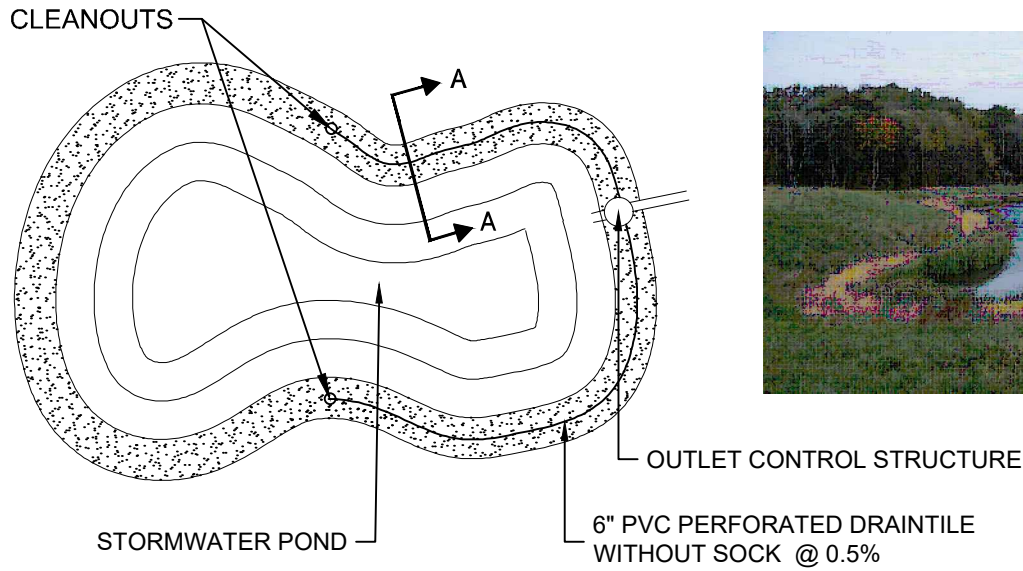 CLEANOUTS
A
A
OUTLET CONTROL STRUCTURE
STORMWATER POND
6" PVC PERFORATED DRAINTILE
WITHOUT SOCK @ 0.5%